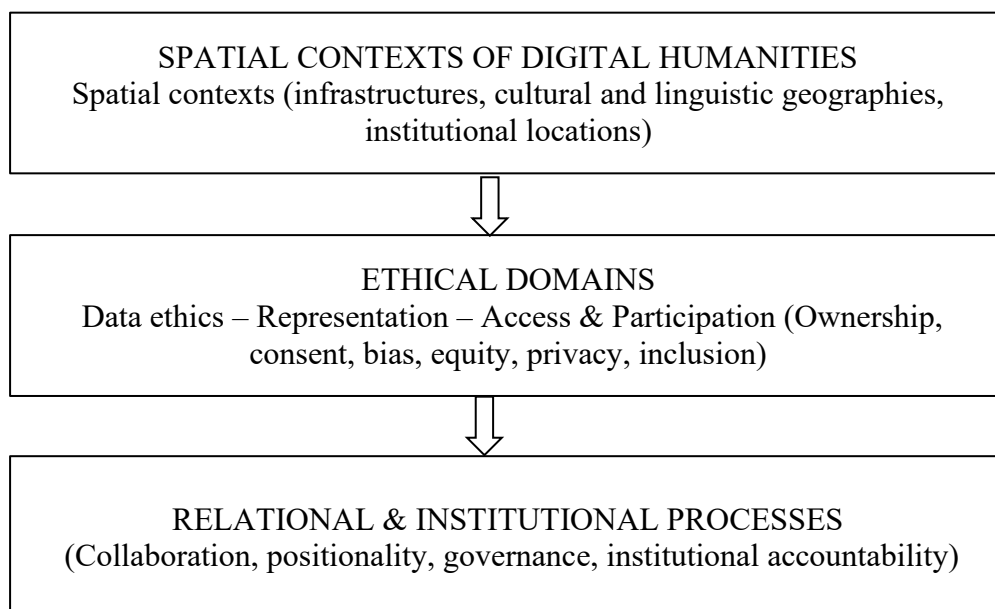 SPATIAL CONTEXTS OF DIGITAL HUMANITIES
Spatial contexts (infrastructures, cultural and linguistic geographies,
institutional locations)
ETHICAL DOMAINS
Data ethics – Representation – Access & Participation (Ownership,
consent, bias, equity, privacy, inclusion)
RELATIONAL & INSTITUTIONAL PROCESSES
(Collaboration, positionality, governance, institutional accountability)